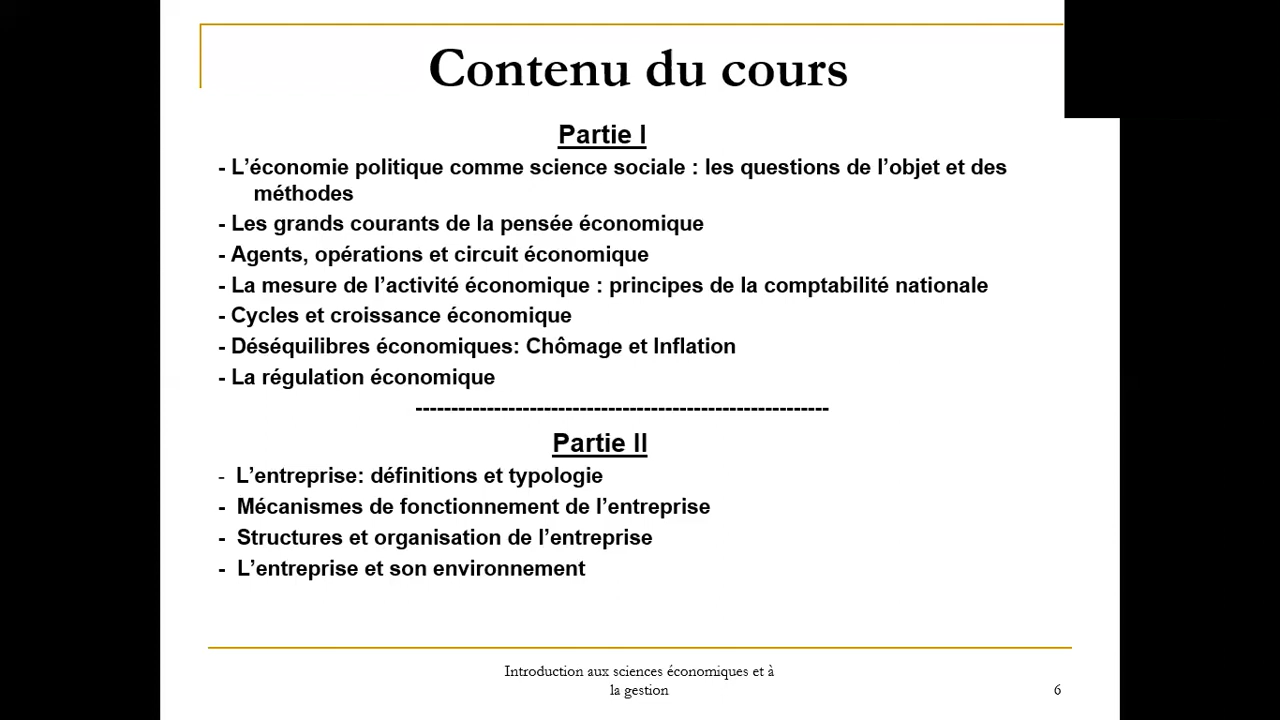 Contenu du cours
Partie I
- L’économie politique comme science sociale : les questions de l’objet et des
méthodes
- Les grands courants de la pensée économique
- Agents, opérations et circuit économique
- La mesure de l’activité économique : principes de la comptabilité nationale
- Cycles et croissance économique
- Déséquilibres économiques: Chômage et Inflation
- La régulation économique
-----------------------------------------------------------
Partie II
- L’entreprise: définitions et typologie
- Mécanismes de fonctionnement de l’entreprise
- Structures et organisation de l’entreprise
- L’entreprise et son environnement
Introduction aux sciences économiques et à
la gestion
6